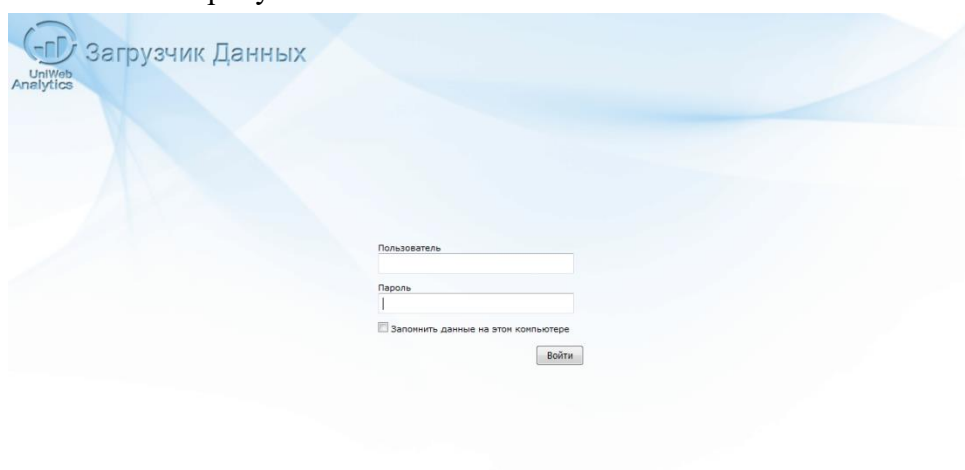 Загрузчик Данных
UniWeb
Analytics
Пользователь
Пароль
Запомнить данные на этом компьютере
Войти